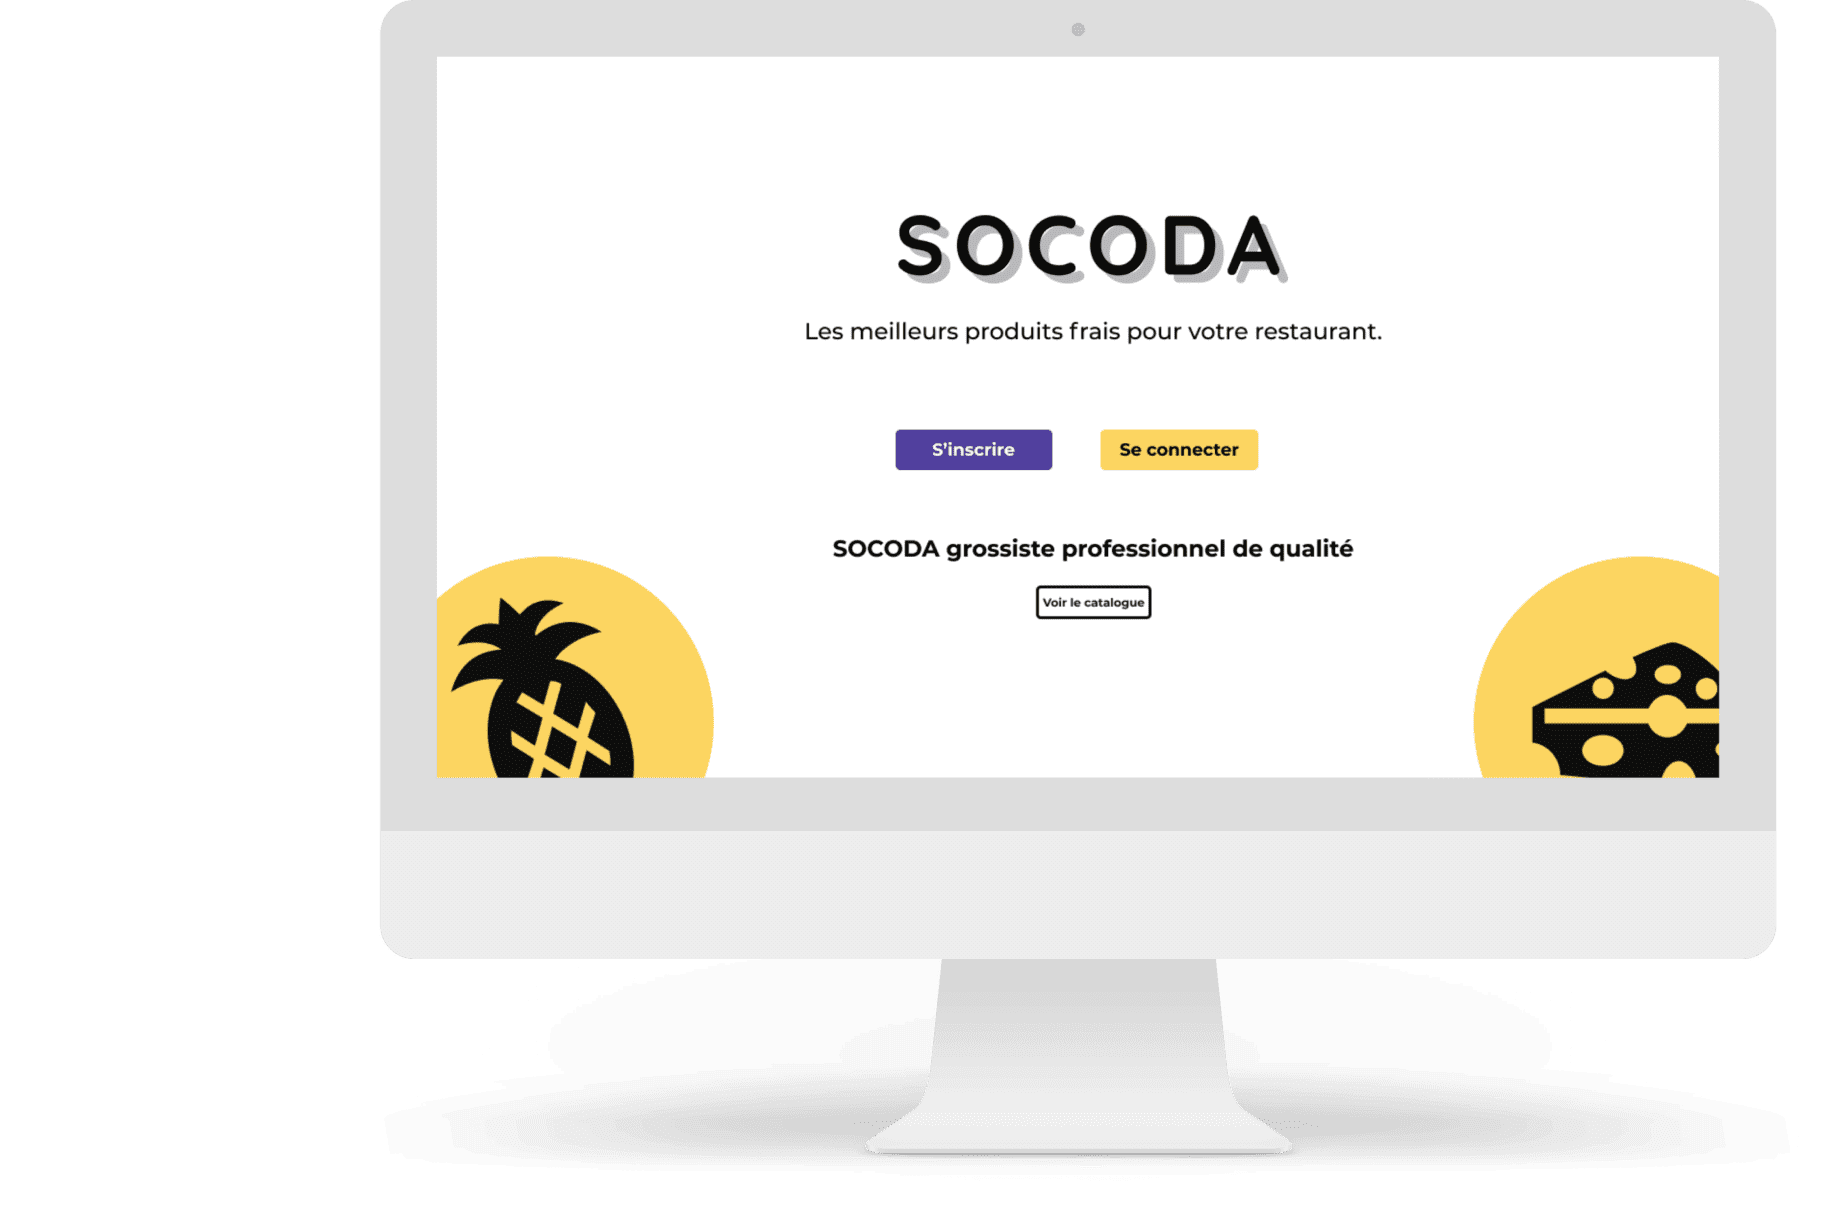 SOCODA
Les meilleurs produits frais pour votre restaurant.
S'inscrire
Se connecter
SOCODA grossiste professionnel de qualité
Voir le catalogue